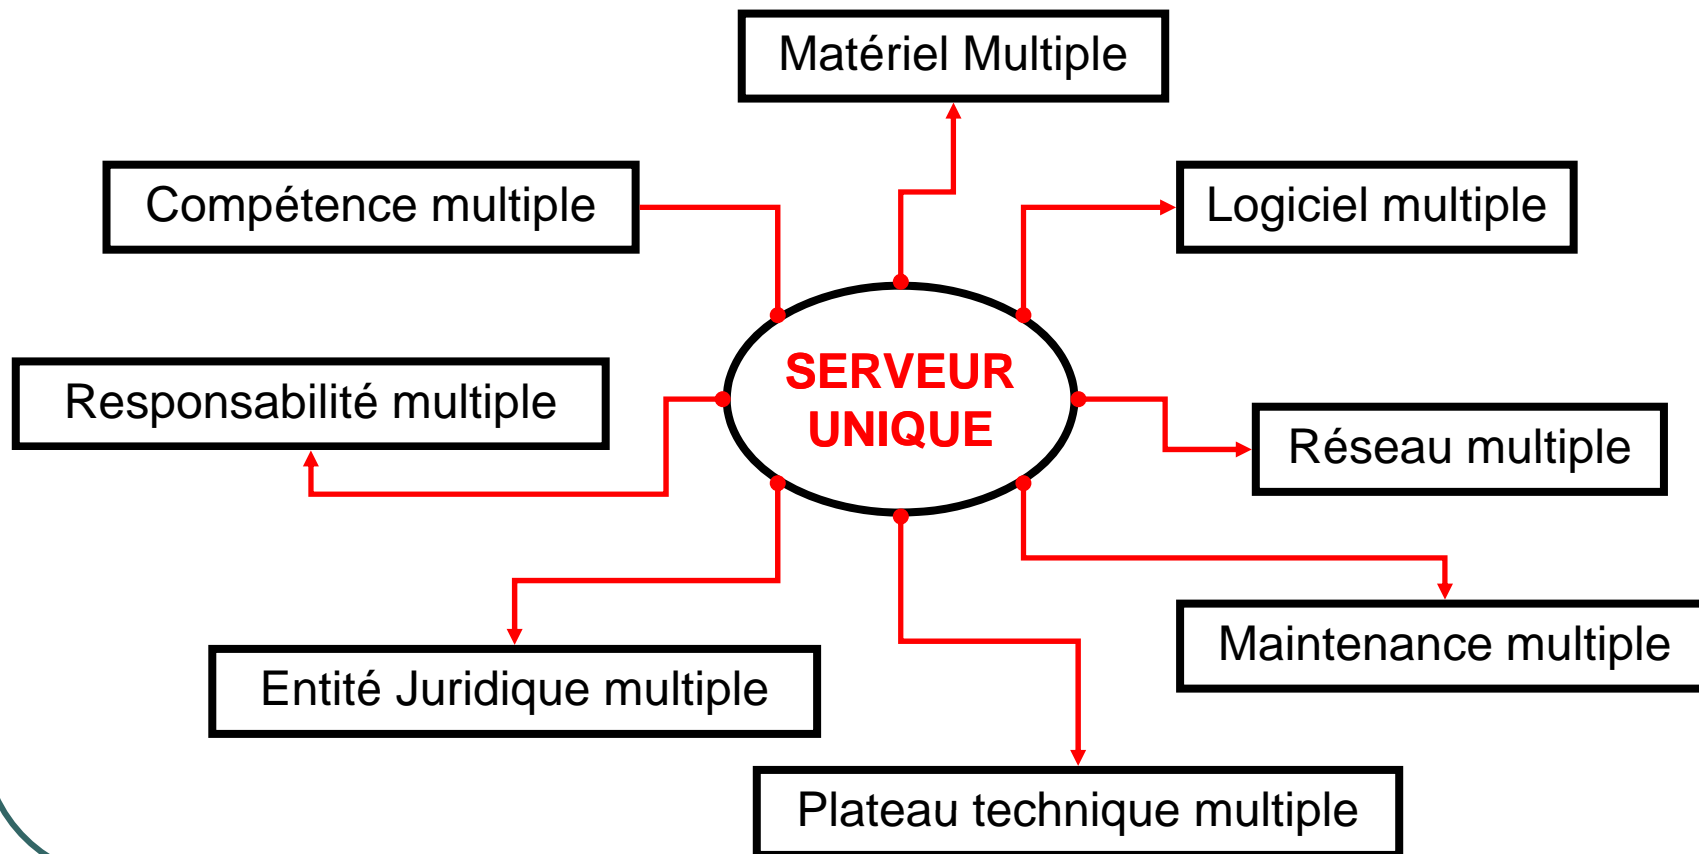 Matériel Multiple
Compétence multiple
Logiciel multiple
SERVEUR
UNIQUE
Responsabilité multiple
Réseau multiple
Maintenance multiple
Entité Juridique multiple
Plateau technique multiple